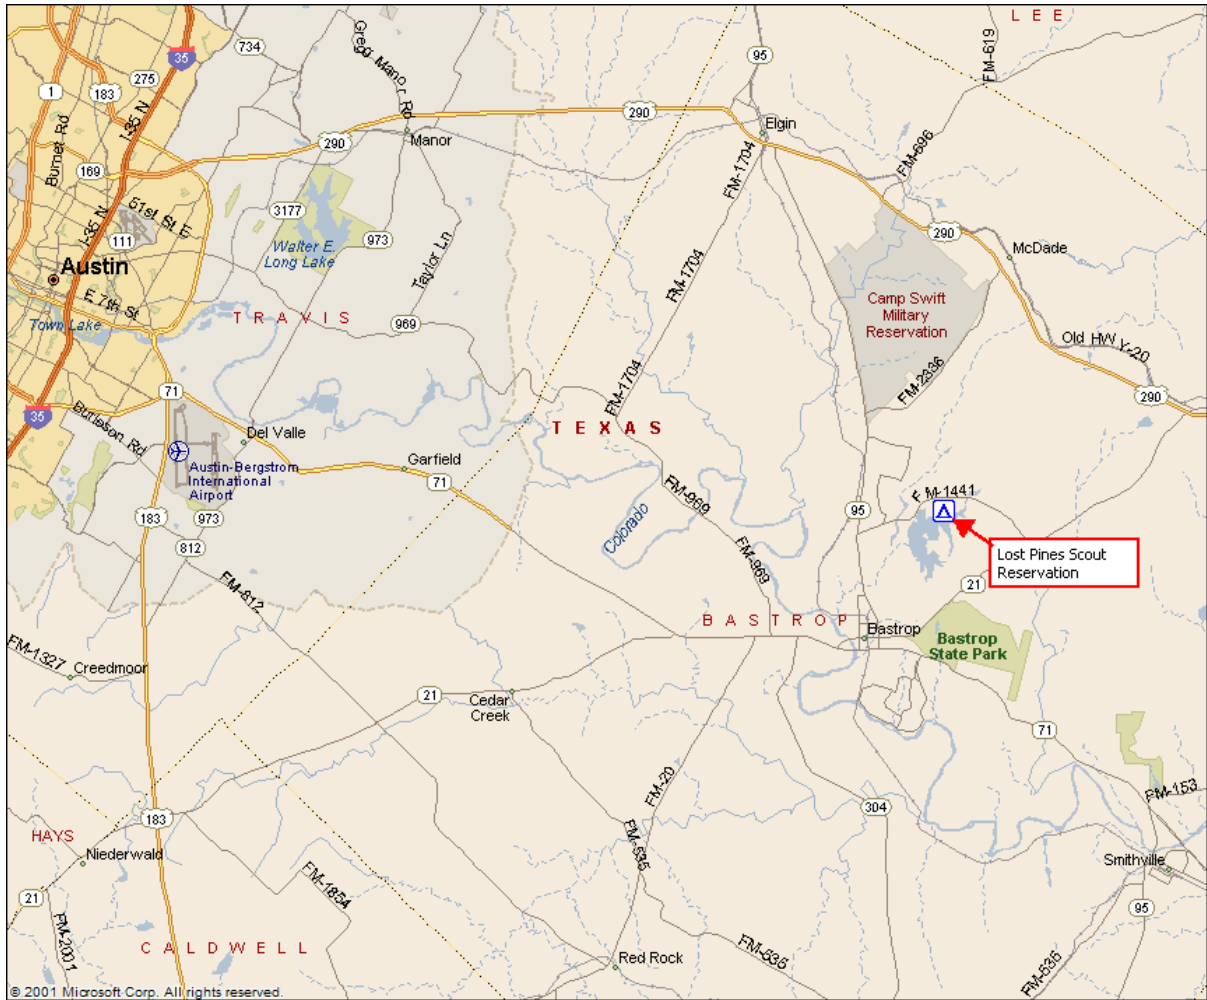 LEE
FM-619
95
734
35
Gregg Manor Rd
275
1
183
I-35 N
Burnet Rd
290
290
Elgin
Manor
FM-696
FM-1704
169
51st St E
I-35 N
3177
111
973
Walter E.
Long Lake
Taylor Ln
290
McDade
Austin
FM-1704
E 7th St
Camp Swift
Military
Reservation
TRAVIS
969
Town Lake
Old HWY-20
FM-2336
FM-1704
71
290
35
Burleson Rd
Del Valle
TEXAS
Garfield
Austin-Bergstrom
International
Airport
71
FM-969
FM-1441
95
183
973
Colorado
812
FM-969
Lost Pines Scout
Reservation
FM-812
21
BASTROP
Bastrop
Bastrop
State Park
FM-1327
Creedmoor
21
Cedar
Creek
71
FM-20
FM-153
304
183
HAYS
FM-535
Niederwald
Smithville
FM-1854
21
95
FM-2001
CALDWELL
Red Rock
FM-535
FM-536
© 2001 Microsoft Corp. All rights reserved.